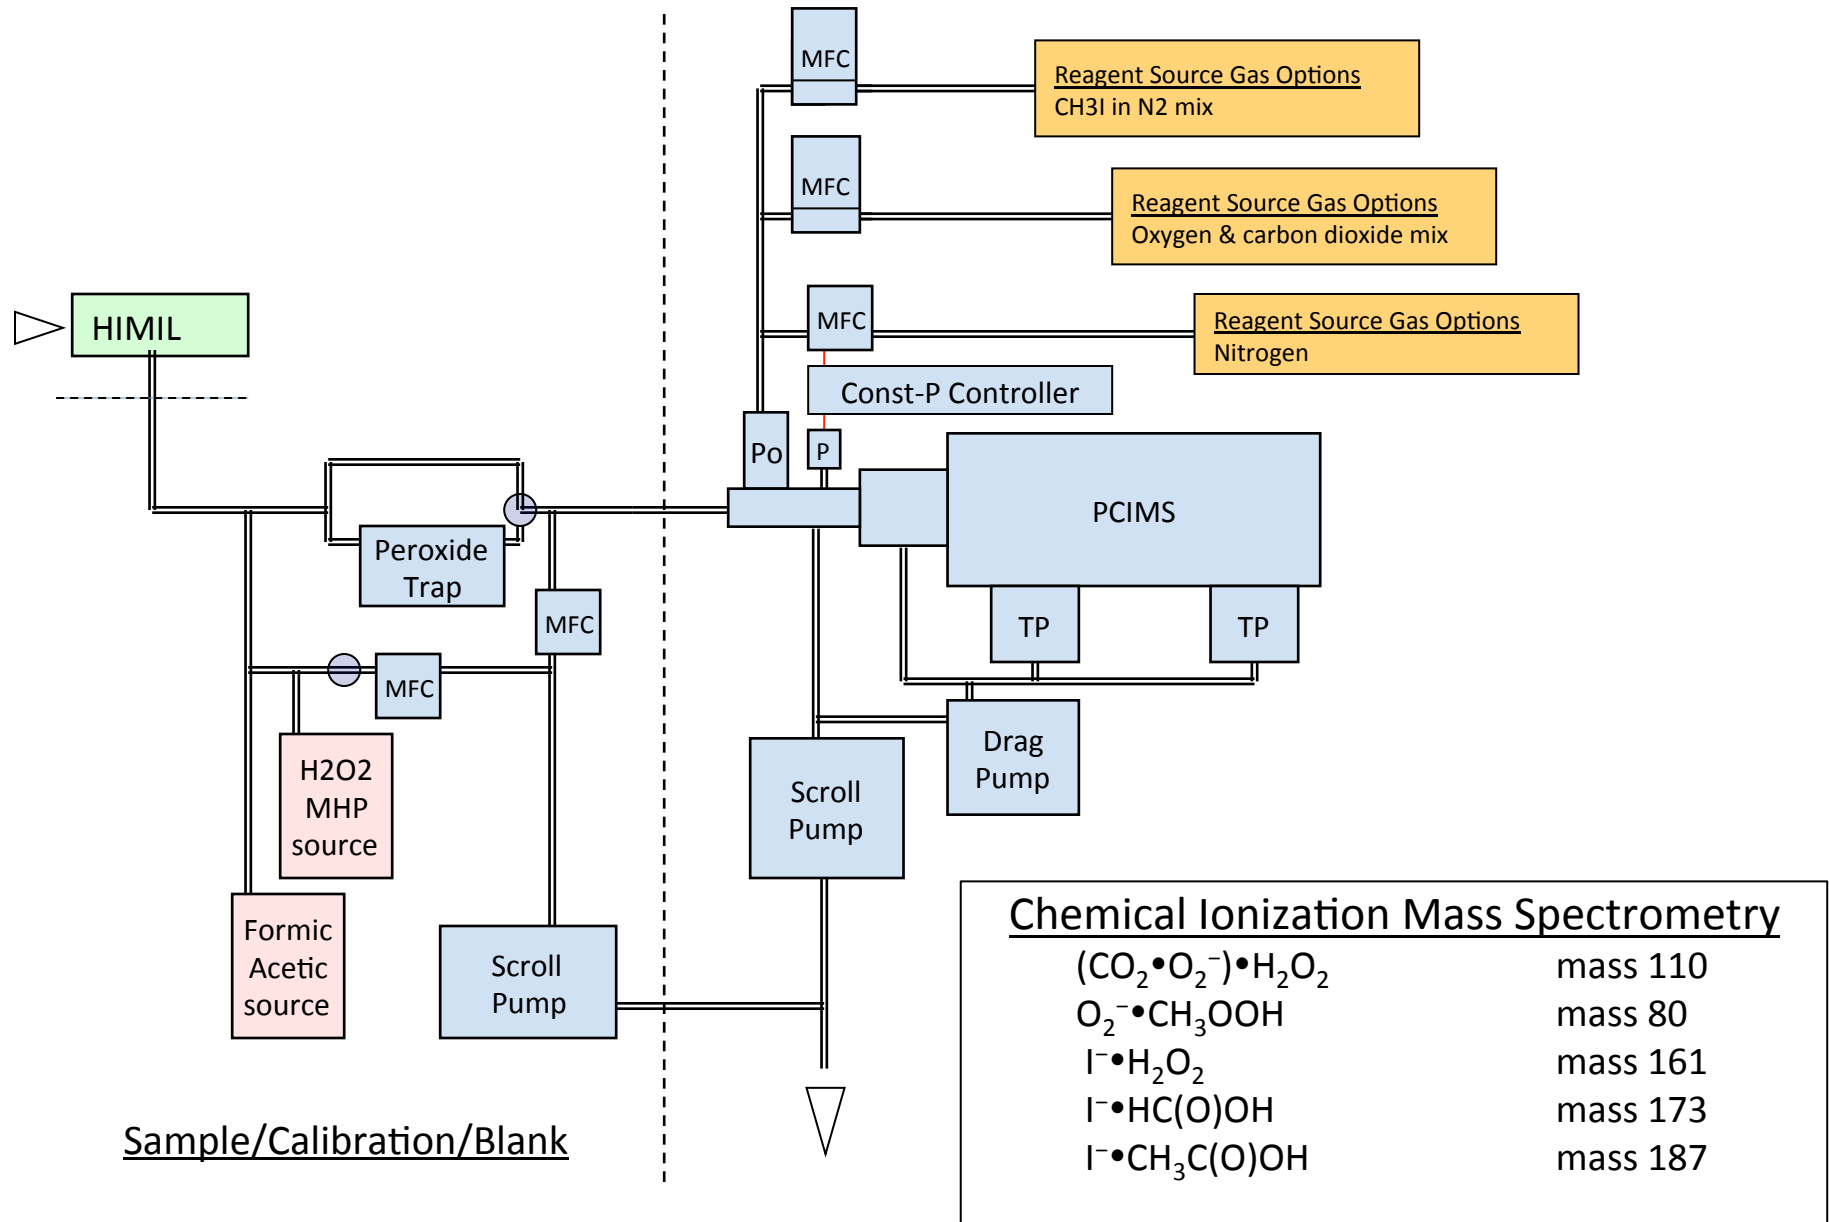 MFC
Reagent Source Gas Options
CH3I in N2 mix
MFC
Reagent Source Gas Options
Oxygen & carbon dioxide mix
HIMIL
MFC
Reagent Source Gas Options
Nitrogen
Const-P Controller
Po
P
PCIMS
Peroxide
Trap
MFC
TP
TP
MFC
H2O2
MHP
source
Drag
Pump
Scroll
Pump
Formic
Acetic
source
Scroll
Pump
Chemical Ionization Mass Spectrometry
(CO₂•O₂⁻)•H₂O₂ mass 110
O₂⁻•CH₃OOH mass 80
I⁻•H₂O₂ mass 161
I⁻•HC(O)OH mass 173
I⁻•CH₃C(O)OH mass 187
Sample/Calibration/Blank